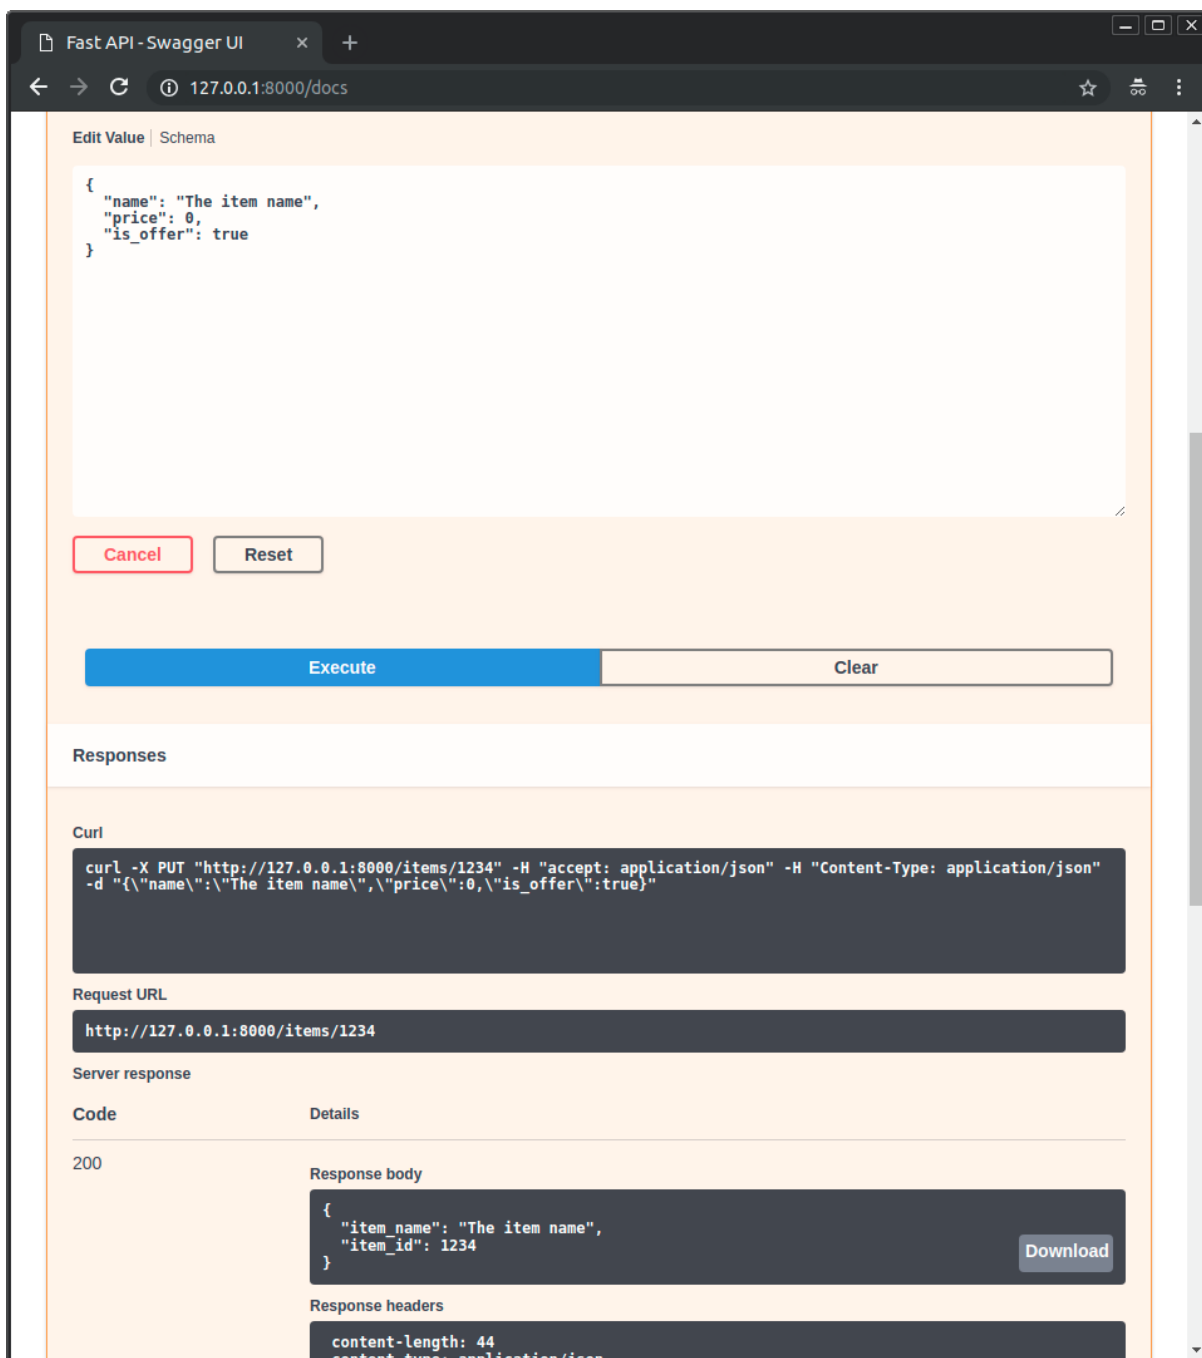 Fast API - Swagger UI
127.0.0.1:8000/docs
Edit Value | Schema
{
  "name": "The item name",
  "price": 0,
  "is_offer": true
}
Cancel Reset
Execute Clear
Responses
Curl
curl -X PUT "http://127.0.0.1:8000/items/1234" -H "accept: application/json" -H "Content-Type: application/json"
-d "{\"name\":\"The item name\",\"price\":0,\"is_offer\":true}"
Request URL
http://127.0.0.1:8000/items/1234
Server response
Code Details
200
Response body
{
  "item_name": "The item name",
  "item_id": 1234
}
Download
Response headers
content-length: 44
content-type: application/json